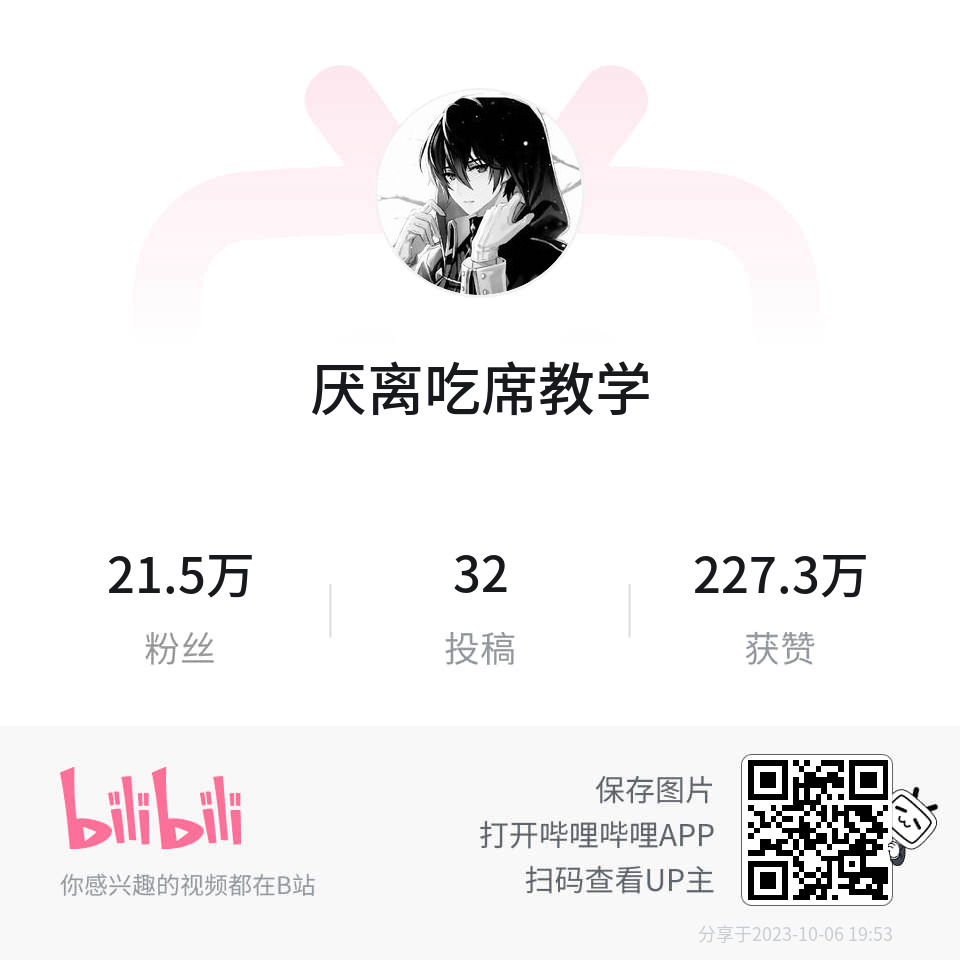 厌离吃席教学
21.5万
32
227.3万
粉丝
投稿
获赞
bilibili
你感兴趣的视频都在B站
保存图片
打开哔哩哔哩APP
扫码查看UP主
分享于2023-10-06 19:53